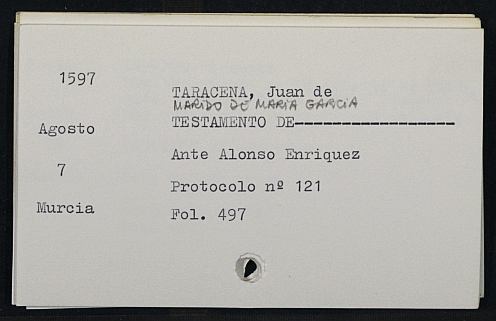 1597
TARACENA, Juan de
MARIDO DE MARIA GARCIA
Agosto
TESTAMENTO DE-----------------
7
Ante Alonso Enriquez
Protocolo nº 121
Murcia
Fol. 497